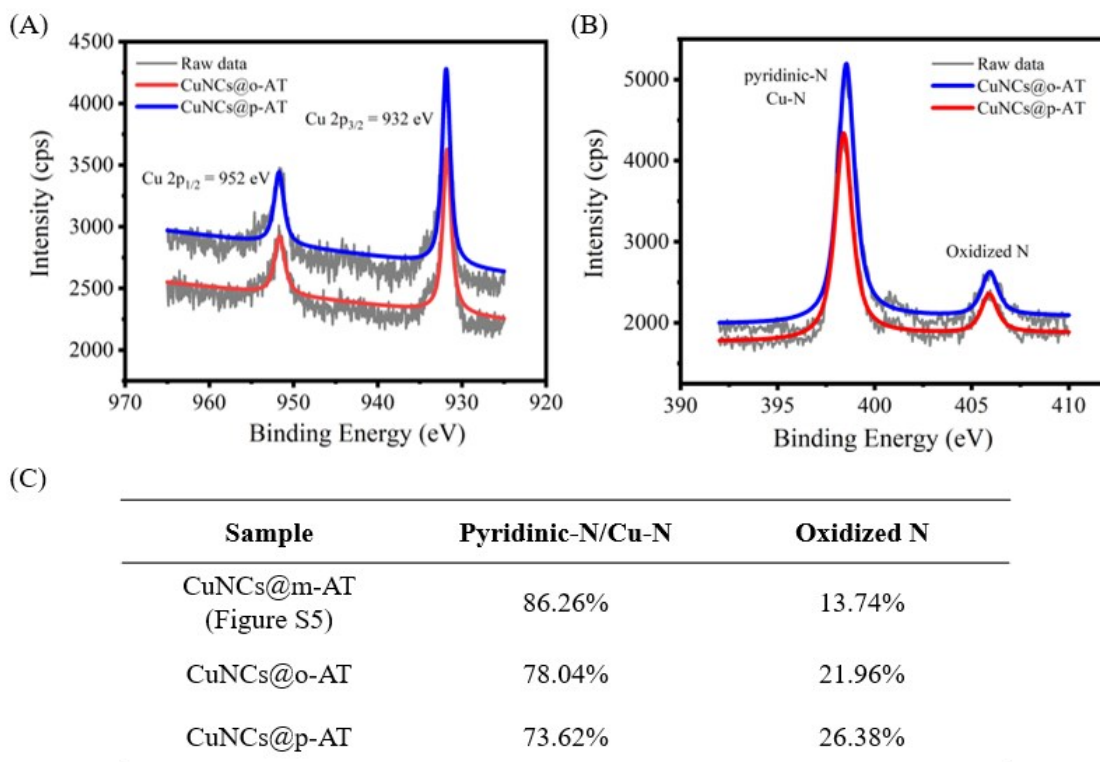 (A)
4500
4000
3500
3000
2500
2000
Intensity (cps)
Raw data
CuNCs@o-AT
CuNCs@p-AT
Cu 2p3/2 = 932 eV
Cu 2p1/2 = 952 eV
970 960 950 940 930 920
Binding Energy (eV)
(B)
5000
4000
3000
2000
Intensity (cps)
pyridinic-N
Cu-N
Raw data
CuNCs@o-AT
CuNCs@p-AT
Oxidized N
390 395 400 405 410
Binding Energy (eV)
(C)
Sample Pyridinic-N/Cu-N Oxidized N
CuNCs@m-AT
(Figure S5) 86.26% 13.74%
CuNCs@o-AT 78.04% 21.96%
CuNCs@p-AT 73.62% 26.38%